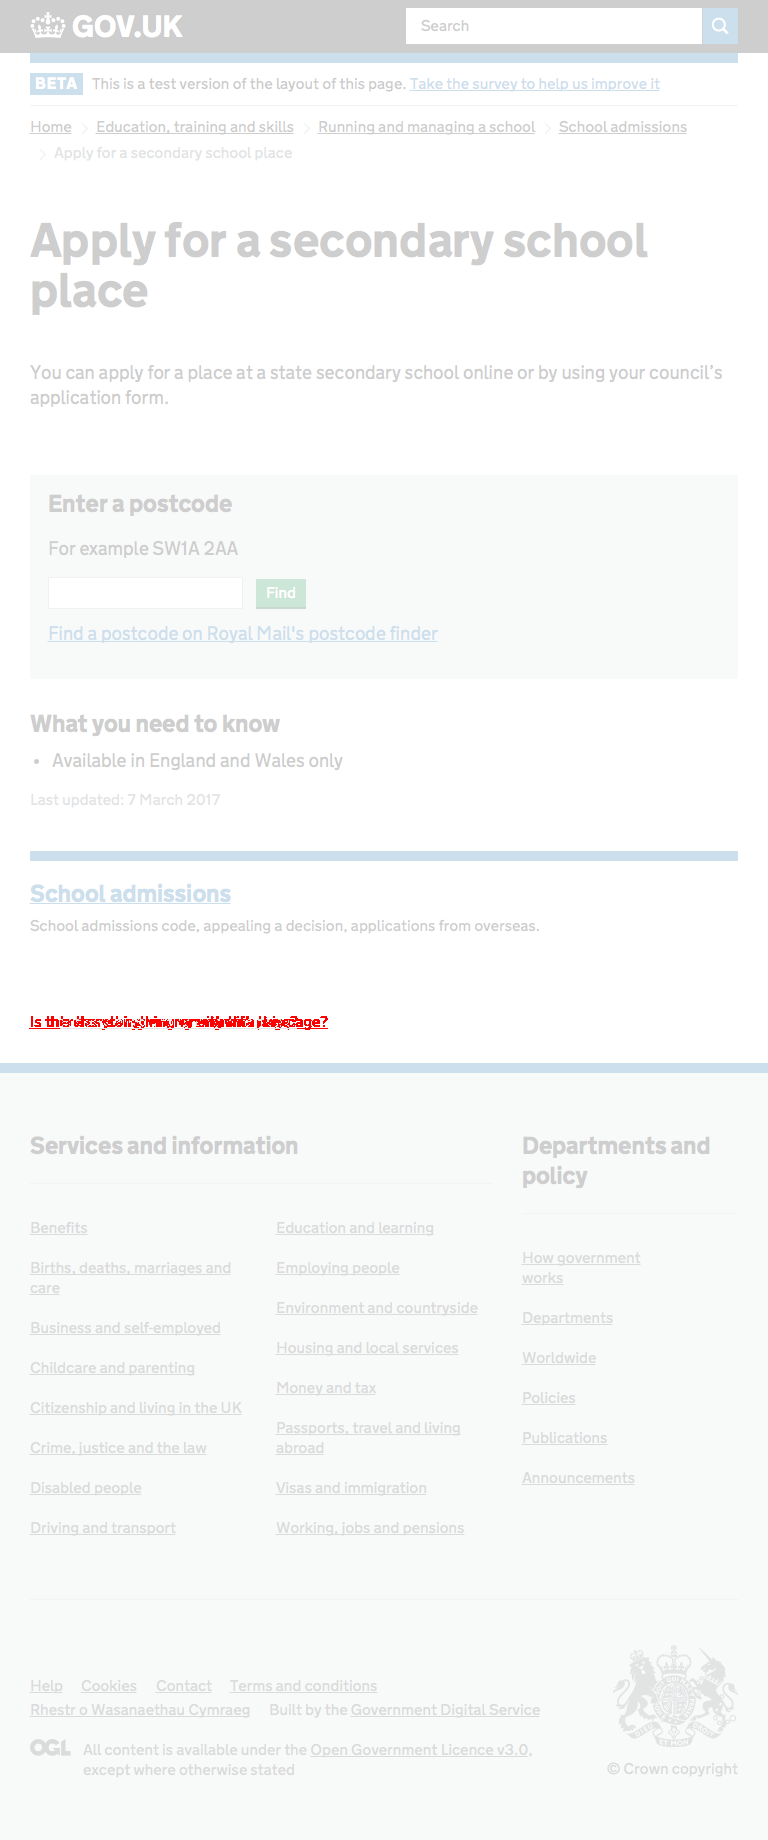 GOV.UK
Search
BETA This is a test version of the layout of this page. Take the survey to help us improve it
Home Education, training and skills Running and managing a school School admissions
Apply for a secondary school place
Apply for a secondary school
place
You can apply for a place at a state secondary school online or by using your council’s
application form.
Enter a postcode
For example SW1A 2AA
Find
Find a postcode on Royal Mail's postcode finder
What you need to know
• Available in England and Wales only
Last updated: 7 March 2017
School admissions
School admissions code, appealing a decision, applications from overseas.
Services and information
Departments and
policy
Benefits
Births, deaths, marriages and
care
Business and self-employed
Childcare and parenting
Citizenship and living in the UK
Crime, justice and the law
Disabled people
Driving and transport
Education and learning
Employing people
Environment and countryside
Housing and local services
Money and tax
Passports, travel and living
abroad
Visas and immigration
Working, jobs and pensions
How government
works
Departments
Worldwide
Policies
Publications
Announcements
Help Cookies Contact Terms and conditions
Rhestr o Wasanaethau Cymraeg Built by the Government Digital Service
OGL All content is available under the Open Government Licence v3.0,
except where otherwise stated
© Crown copyright